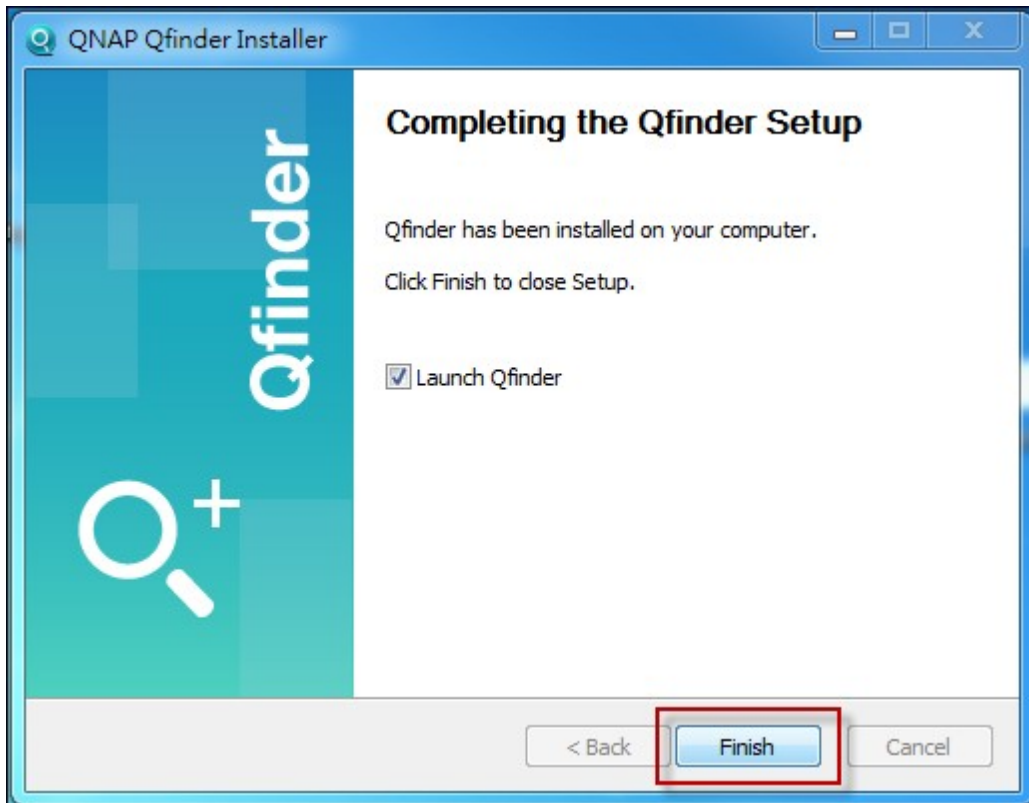 QNAP Qfinder Installer
Qfinder
Completing the Qfinder Setup
Qfinder has been installed on your computer.
Click Finish to close Setup.
Launch Qfinder
< Back
Finish
Cancel